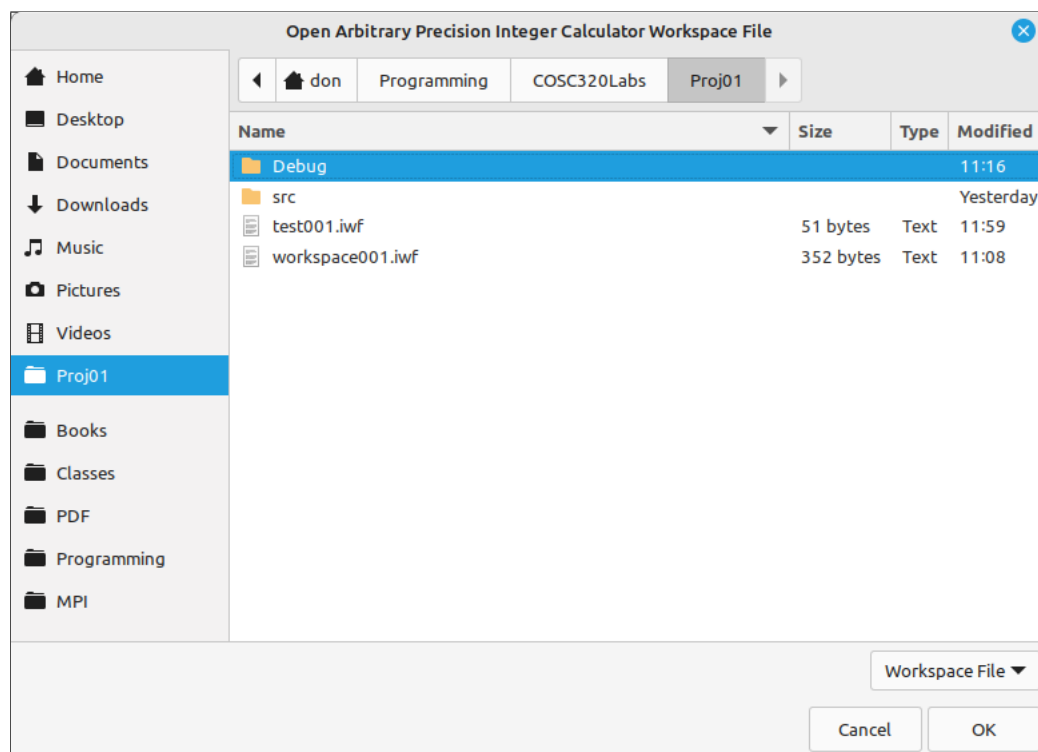 Open Arbitrary Precision Integer Calculator Workspace File
Home
Desktop
Documents
Downloads
Music
Pictures
Videos
Proj01
Books
Classes
PDF
Programming
MPI
don Programming COSC320Labs Proj01
Name Size Type Modified
Debug 11:16
src Yesterday
test001.iwf 51 bytes Text 11:59
workspace001.iwf 352 bytes Text 11:08
Workspace File
Cancel OK